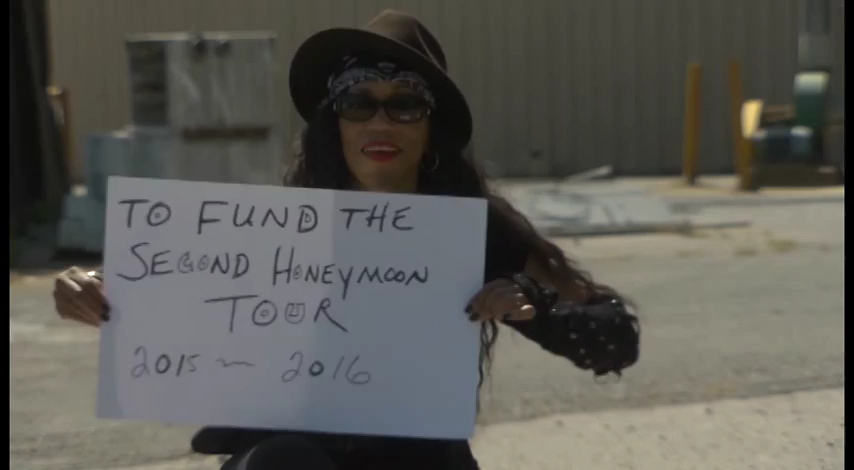 TO FUND THE
SECOND HONEYMOON
TOUR
2015 — 2016